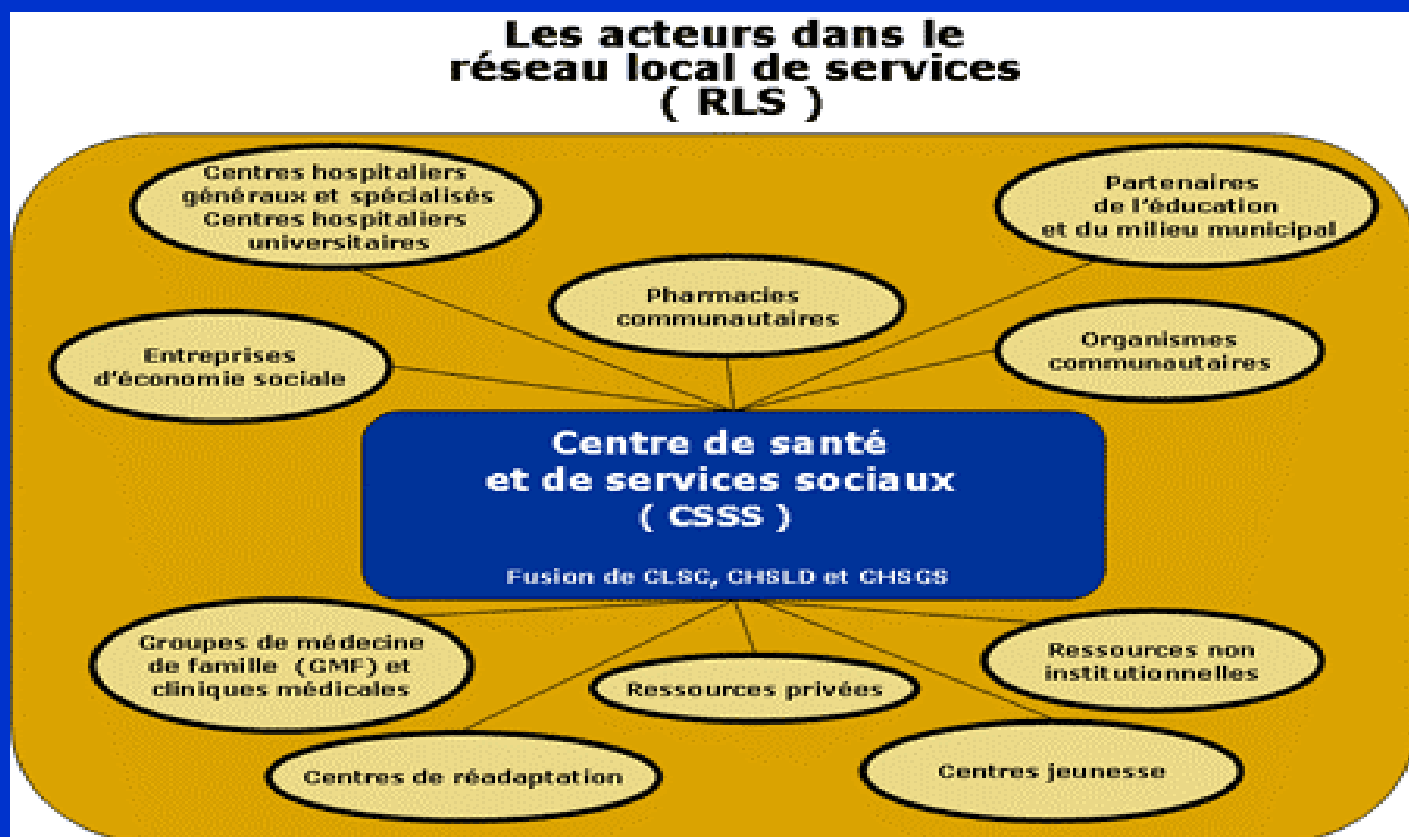 Les acteurs dans le
réseau local de services
( RLS )
Centres hospitaliers
généraux et spécialisés
Centres hospitaliers
universitaires
Partenaires
de l'éducation
et du milieu municipal
Pharmacies
communautaires
Entreprises
d'économie sociale
Organismes
communautaires
Centre de santé
et de services sociaux
( CSSS )
Fusion de CLSC, CHSLD et CHSGS
Groupes de médecine
de famille (GMF) et
cliniques médicales
Ressources privées
Ressources non
institutionnelles
Centres de réadaptation
Centres jeunesse